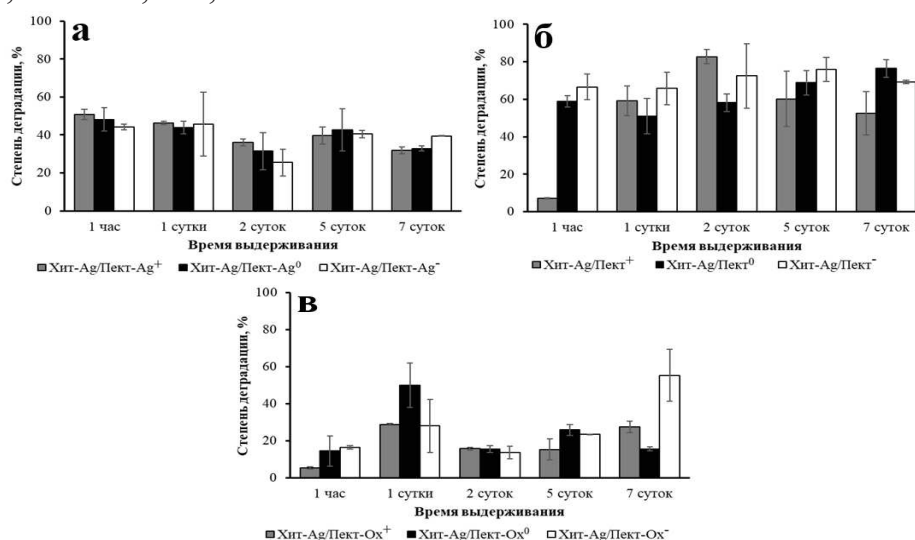 а
100
80
60
40
20
0
Степень деградации, %
1 час 1 сутки 2 суток 5 суток 7 суток
Время выдерживания
Хит-Ag/Пект-Ag⁺ Хит-Ag/Пект-Ag⁰ Хит-Ag/Пект-Ag⁻
б
100
80
60
40
20
0
Степень деградации, %
1 час 1 сутки 2 суток 5 суток 7 суток
Время выдерживания
Хит-Ag/Пект⁺ Хит-Ag/Пект⁰ Хит-Ag/Пект⁻
в
100
80
60
40
20
0
Степень деградации, %
1 час 1 сутки 2 суток 5 суток 7 суток
Время выдерживания
Хит-Ag/Пект-Ox⁺ Хит-Ag/Пект-Ox⁰ Хит-Ag/Пект-Ox⁻